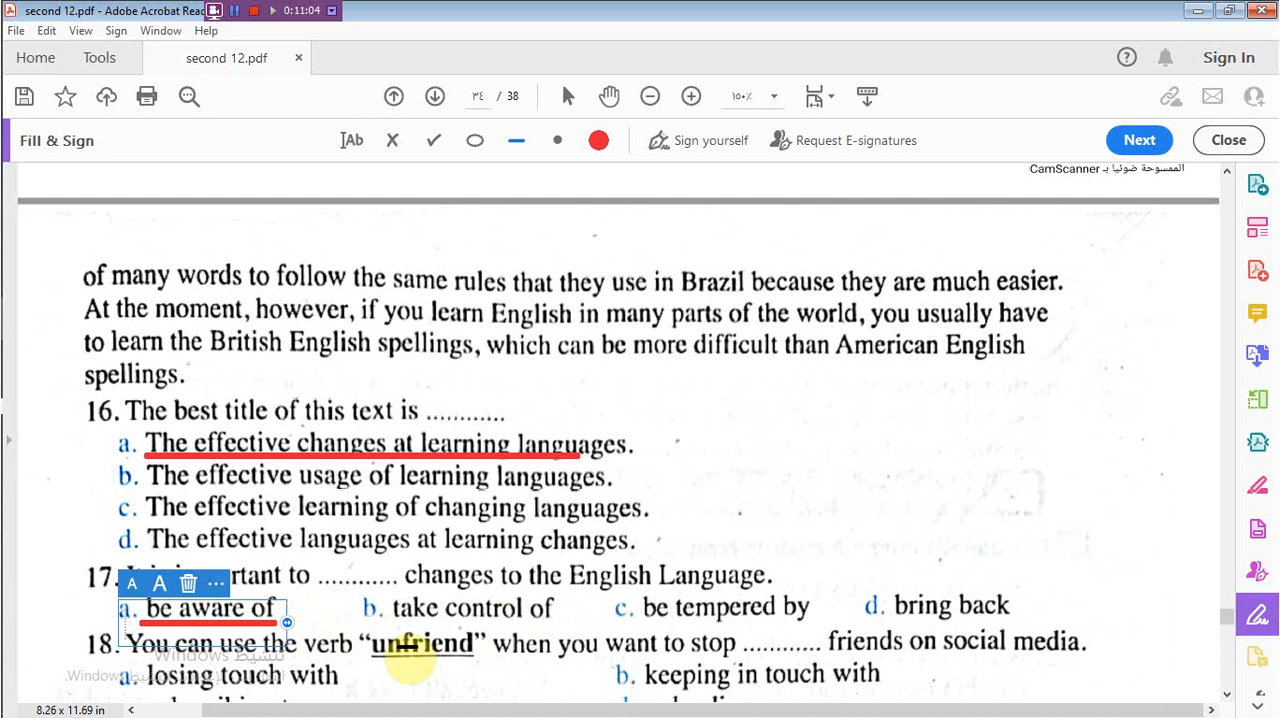 second 12.pdf - Adobe Acrobat Read
0:11:04
File Edit View Sign Window Help
Home Tools second 12.pdf × Sign In
٣٤ / 38 ١٥٠٪
Fill & Sign Ab Sign yourself Request E-signatures Next Close
الممسوحة ضوئيا بـ CamScanner
of many words to follow the same rules that they use in Brazil because they are much easier.
At the moment, however, if you learn English in many parts of the world, you usually have
to learn the British English spellings, which can be more difficult than American English
spellings.
16. The best title of this text is ............
a. The effective changes at learning languages.
b. The effective usage of learning languages.
c. The effective learning of changing languages.
d. The effective languages at learning changes.
17. rtant to ............ changes to the English Language.
A A ...
a. be aware of b. take control of c. be tempered by d. bring back
18. You can use the verb “unfriend” when you want to stop ............ friends on social media.
تنشيط Windows
a. losing touch with b. keeping in touch with
8.26 x 11.69 in